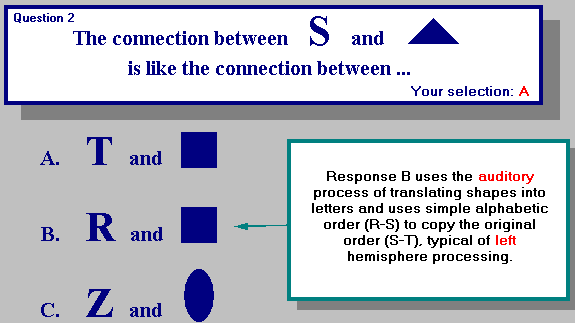 Question 2
The connection between S and
is like the connection between ...
Your selection: A
A. T and
B. R and
C. Z and
Response B uses the auditory
process of translating shapes into
letters and uses simple alphabetic
order (R-S) to copy the original
order (S-T), typical of left
hemisphere processing.